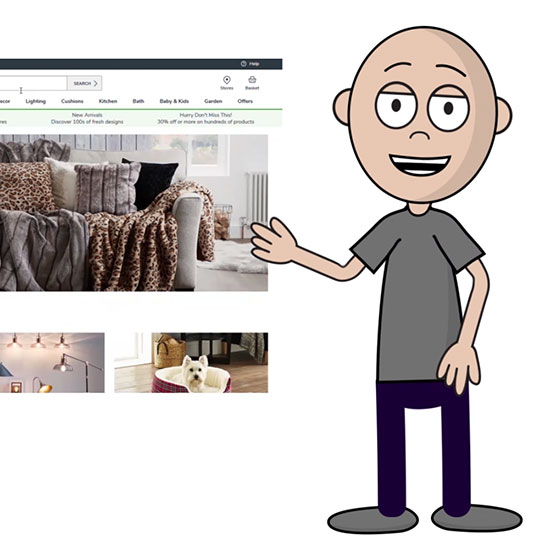 Help
SEARCH
Stores
Basket
Lighting
Cushions
Kitchen
Bath
Baby & Kids
Garden
Offers
New Arrivals
Hurry Don't Miss This!
Discover 100s of fresh designs
30% off or more on hundreds of products